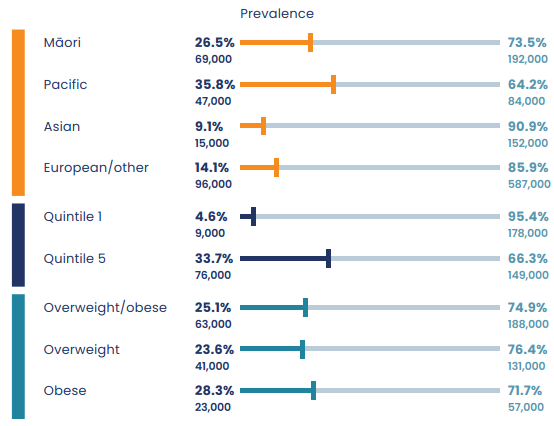 Prevalence
Māori 26.5% 73.5%
69,000 192,000
Pacific 35.8% 64.2%
47,000 84,000
Asian 9.1% 90.9%
15,000 152,000
European/other 14.1% 85.9%
96,000 587,000
Quintile 1 4.6% 95.4%
9,000 178,000
Quintile 5 33.7% 66.3%
76,000 149,000
Overweight/obese 25.1% 74.9%
63,000 188,000
Overweight 23.6% 76.4%
41,000 131,000
Obese 28.3% 71.7%
23,000 57,000